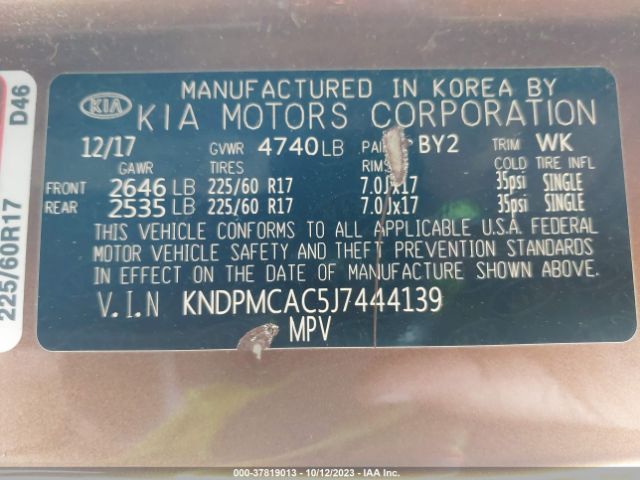 MANUFACTURED IN KOREA BY
KIA KIA MOTORS CORPORATION
12/17 GVWR 4740 LB BY2 TRIM WK
GAWR TIRES RIMS COLD TIRE INFL
FRONT 2646 LB 225/60 R17 7.0Jx17 35psi SINGLE
REAR 2535 LB 225/60 R17 7.0Jx17 35psi SINGLE
THIS VEHICLE CONFORMS TO ALL APPLICABLE U.S.A. FEDERAL
MOTOR VEHICLE SAFETY AND THEFT PREVENTION STANDARDS
IN EFFECT ON THE DATE OF MANUFACTURE SHOWN ABOVE.
V.I.N KNDPMCAC5J7444139
MPV
225/60R17 D46
000-37819013 - 10/12/2023 - IAA Inc.